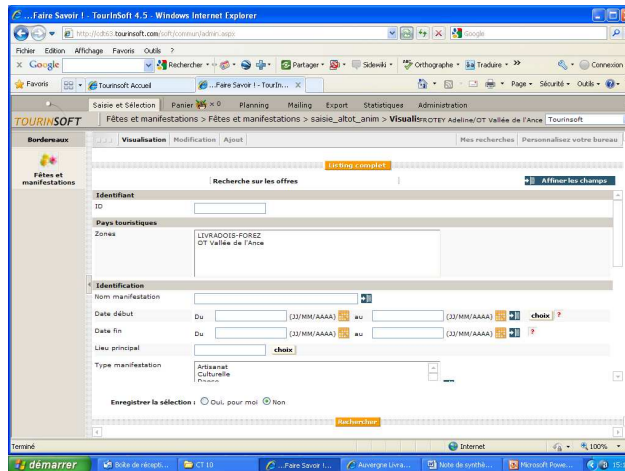 ...Faire Savoir ! - TourInSoft 4.5 - Windows Internet Explorer
http://cdt63.tourinsoft.com/soft/commun/admin.aspx
Google
Fichier Edition Affichage Favoris Outils ?
x Google Rechercher Partager Sidewiki Orthographe Traduire » Connexion
Favoris Tourinsoft Accueil ...Faire Savoir ! - TourIn... X Page Sécurité Outils
Saisie et Sélection Panier × 0 Planning Mailing Export Statistiques Administration
TOURINSOFT Fêtes et manifestations > Fêtes et manifestations > saisie_altot_anim > Visualis FROTEY Adeline/OT Vallée de l'Ance Tourinsoft
Bordereaux Visualisation Modification Ajout Mes recherches Personnalisez votre bureau
Fêtes et manifestations
Listing complet
Recherche sur les offres Affiner les champs
Identifiant
ID
Pays touristiques
Zones LIVRADOIS-FOREZ
OT Vallée de l'Ance
Identification
Nom manifestation
Date début Du (JJ/MM/AAAA) au (JJ/MM/AAAA) choix ?
Date fin Du (JJ/MM/AAAA) au (JJ/MM/AAAA) ?
Lieu principal choix
Type manifestation Artisanat
Culturelle
Danse
Enregistrer la sélection : Oui, pour moi Non
Rechercher
Terminé Internet 100%
démarrer Boîte de récepti... CT 10 ...Faire Savoir !... Auvergne Livra... Note de synthè... Microsoft Powe...